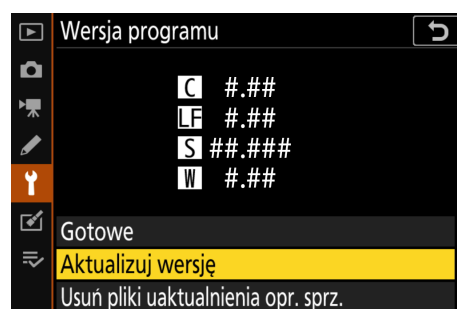 Wersja programu
C #.##
LF #.##
S ##.###
W #.##
Gotowe
Aktualizuj wersję
Usuń pliki uaktualnienia opr. sprz.